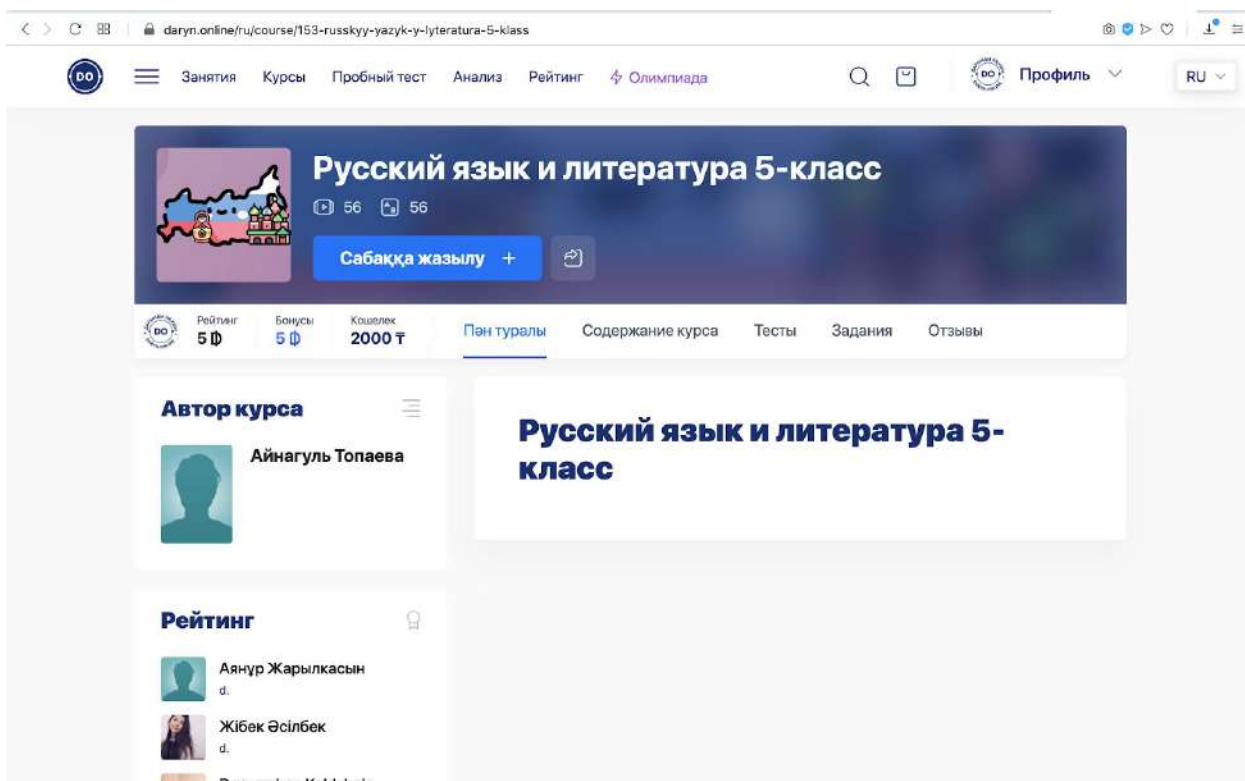 daryn.online/ru/course/153-russkyy-yazyk-y-lyteratura-5-klass
DO Занятия Курсы Пробный тест Анализ Рейтинг Олимпиада DO Профиль RU
Русский язык и литература 5-класс
56 56
Сабаққа жазылу +
DO Рейтинг Бонусы Кошелек
5 5 2000 ₸
Пән туралы Содержание курса Тесты Задания Отзывы
Автор курса
Айнагуль Топаева
Русский язык и литература 5-
класс
Рейтинг
Аянұр Жарылкасын
d.
Жібек Әсілбек
d.